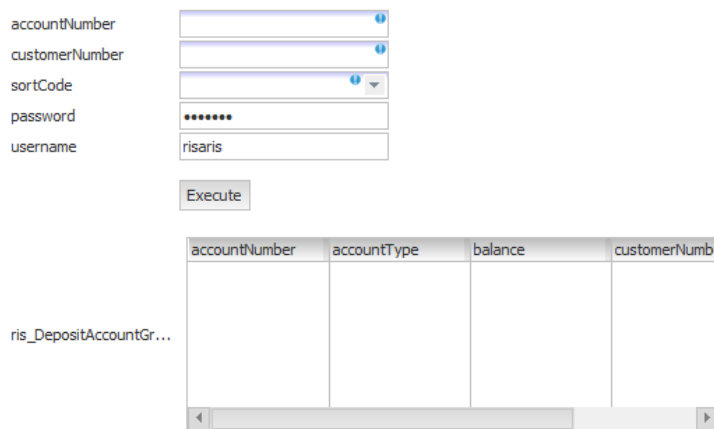 accountNumber
customerNumber
sortCode
password •••••••
username risaris
Execute
accountNumber accountType balance customerNumb
ris_DepositAccountGr...